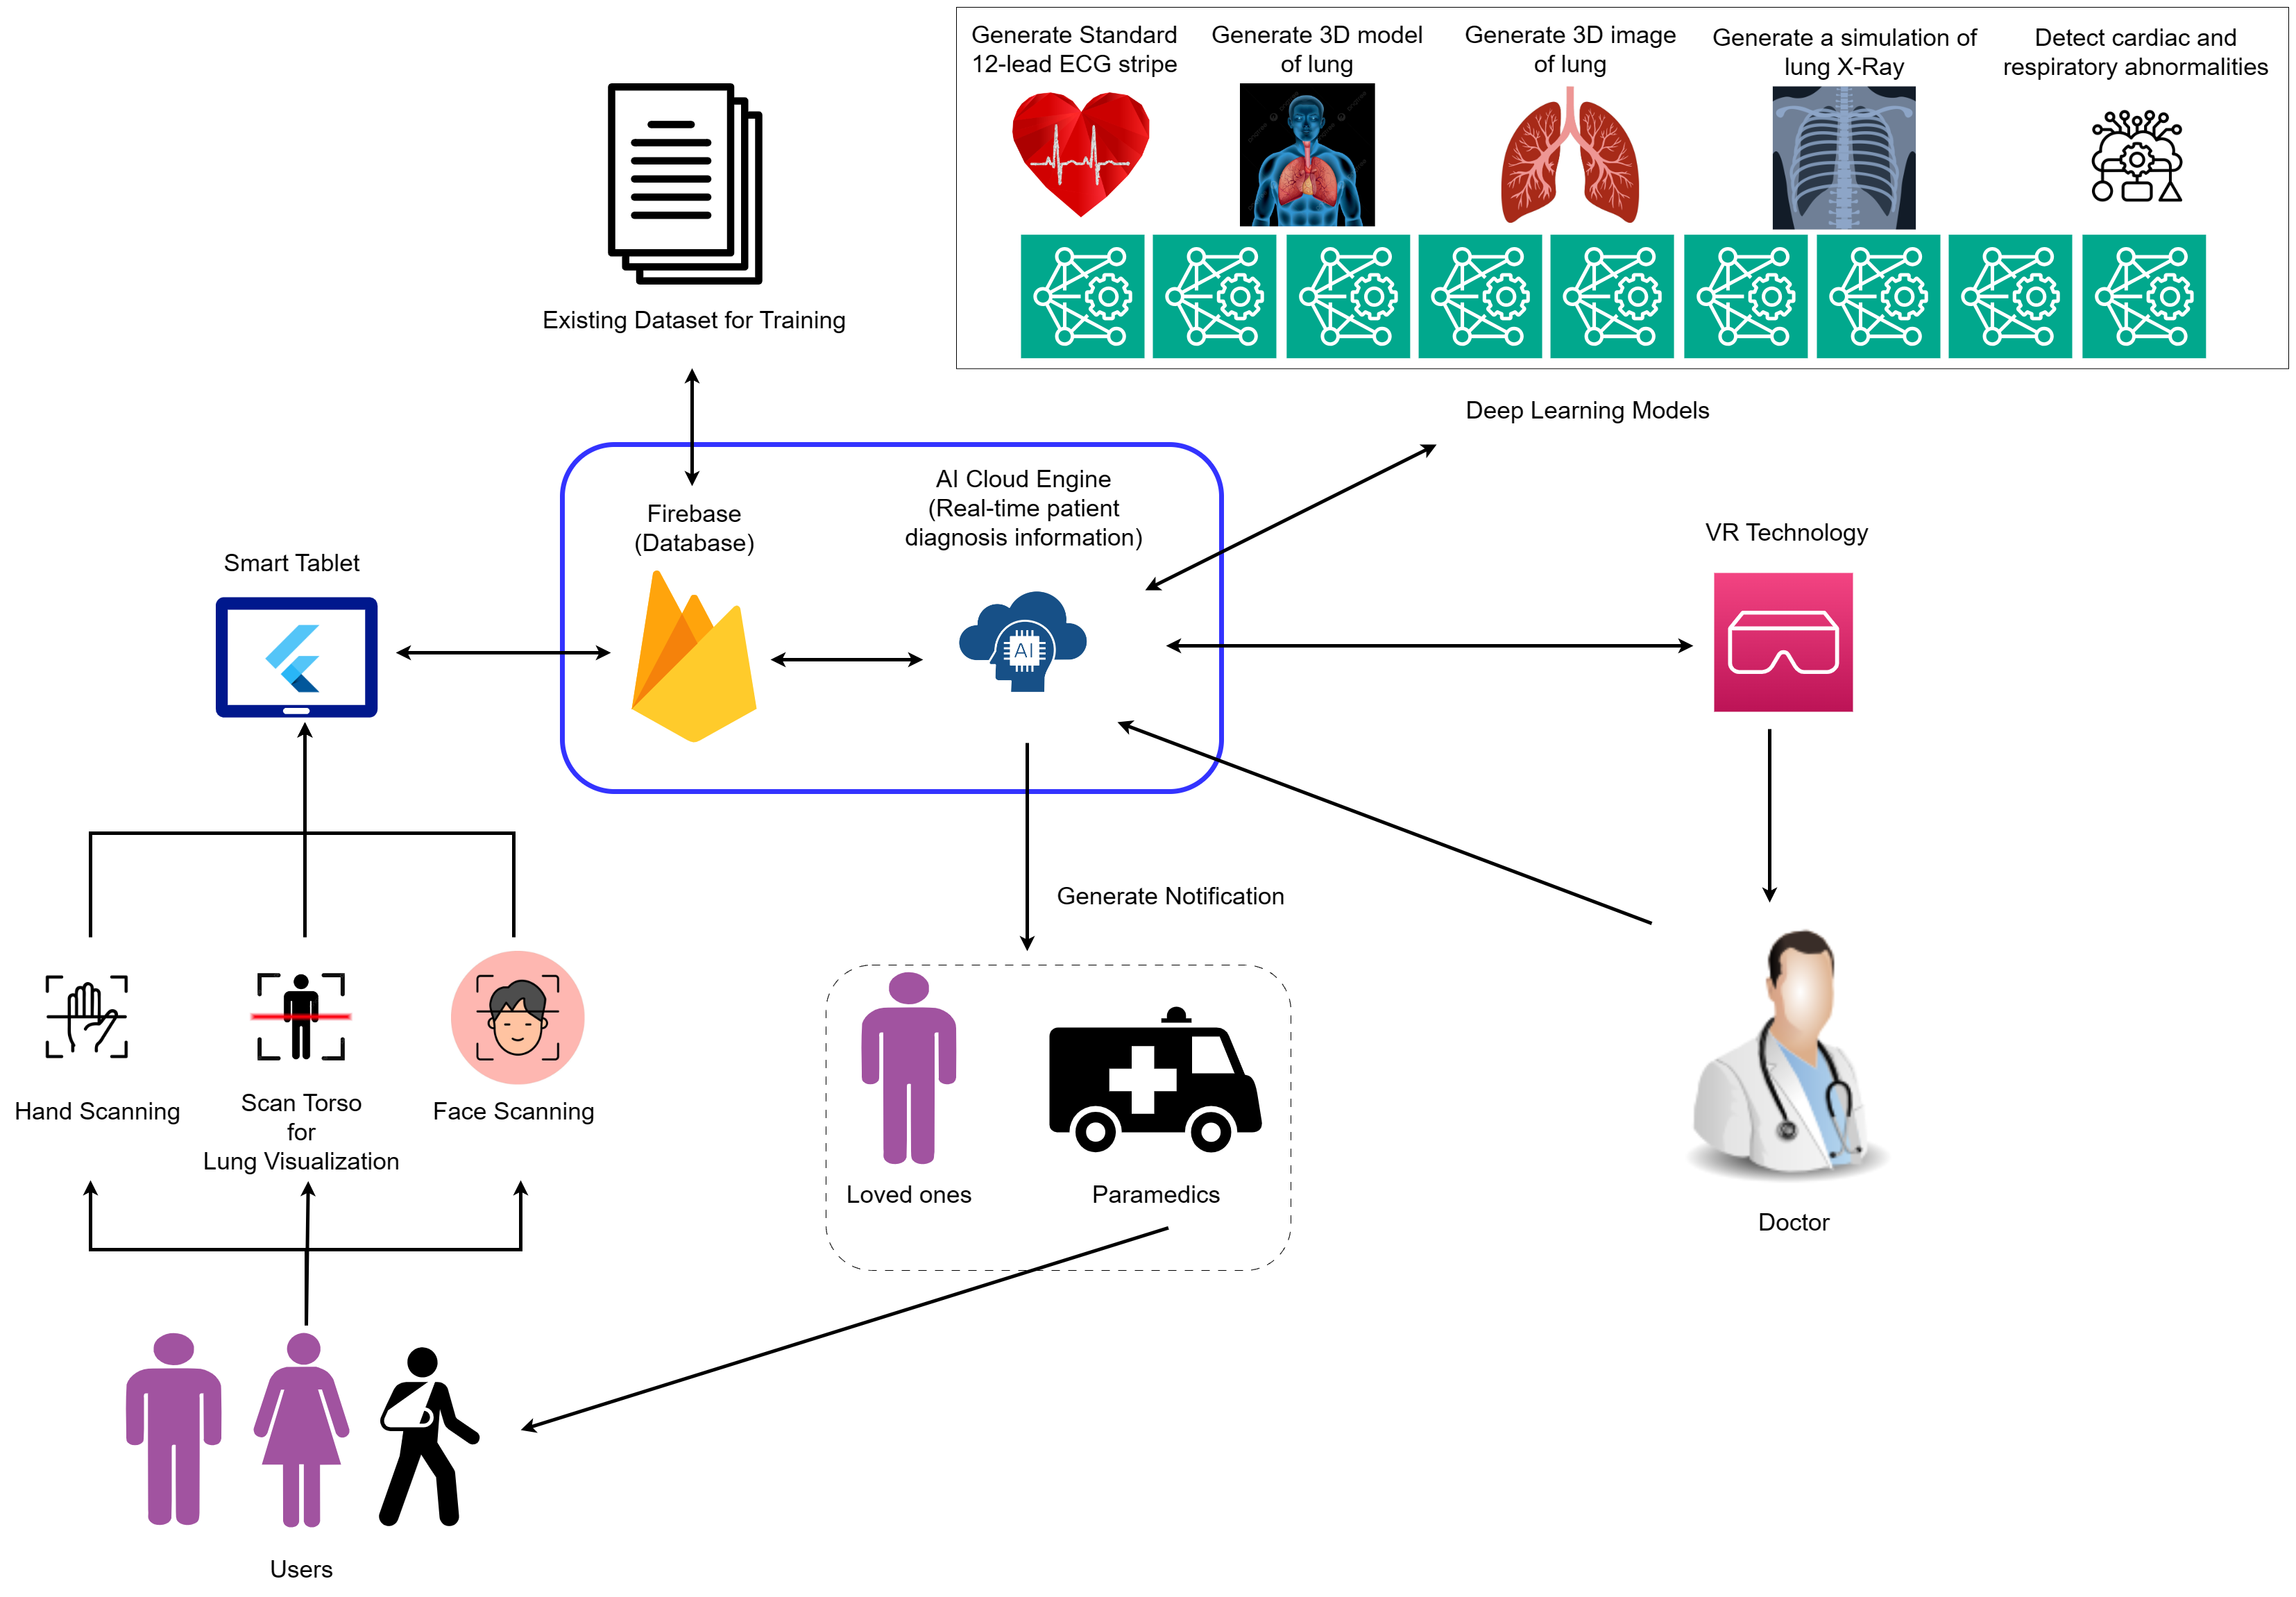 Generate Standard
12-lead ECG stripe
Generate 3D model
of lung
Generate 3D image
of lung
Generate a simulation of
lung X-Ray
Detect cardiac and
respiratory abnormalities
Existing Dataset for Training
Deep Learning Models
AI Cloud Engine
(Real-time patient
diagnosis information)
Firebase
(Database)
Smart Tablet
VR Technology
AI
Generate Notification
Hand Scanning
Scan Torso
for
Lung Visualization
Face Scanning
Loved ones
Paramedics
Doctor
Users